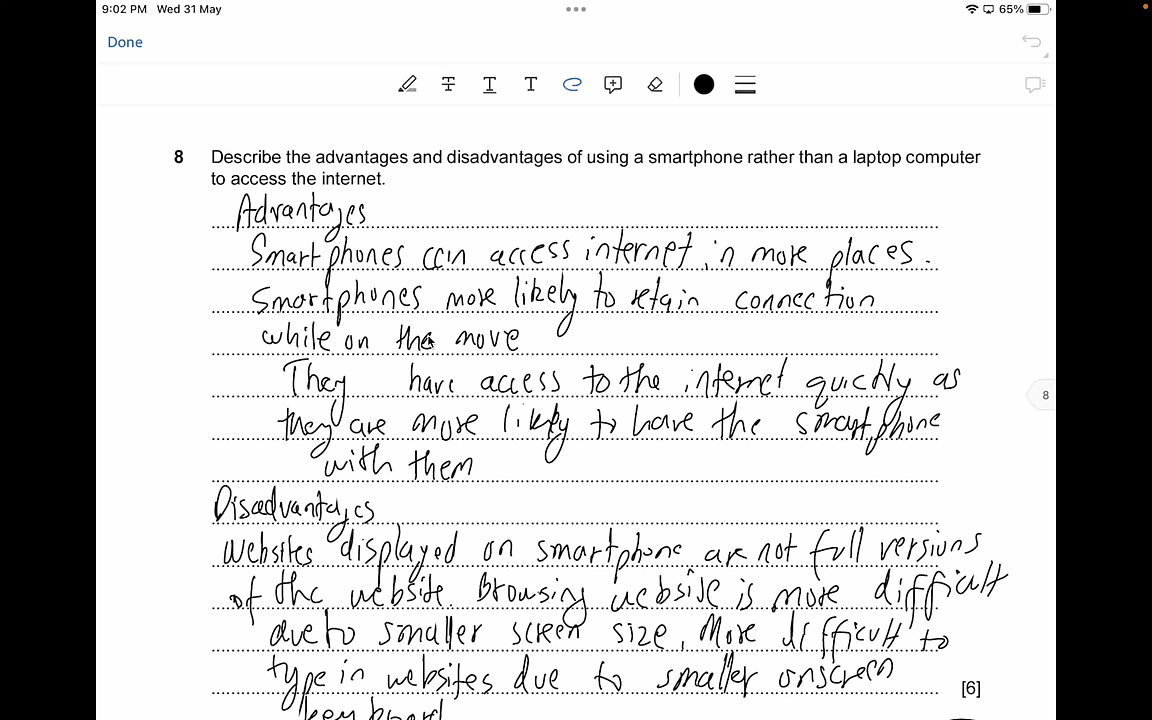 9:02 PM Wed 31 May
65%
Done
T T T
8 Describe the advantages and disadvantages of using a smartphone rather than a laptop computer
to access the internet.
Advantages
Smartphones can access internet in more places.
Smartphones more likely to retain connection
while on the move
They have access to the internet quickly as
they are more likely to have the smartphone
with them
8
Disadvantages
Websites displayed on smartphone are not full versions
of the website. Browsing website is more difficult
due to smaller screen size. More difficult to
type in websites due to smaller onscreen
[6]
keyboard